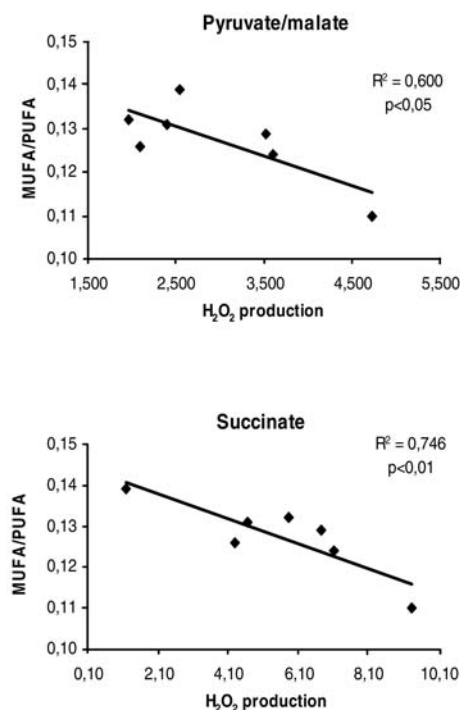 Pyruvate/malate
R² = 0,600
p<0,05
MUFA/PUFA
0,15
0,14
0,13
0,12
0,11
0,10
1,500 2,500 3,500 4,500 5,500
H₂O₂ production
Succinate
R² = 0,746
p<0,01
MUFA/PUFA
0,15
0,14
0,13
0,12
0,11
0,10
0,10 2,10 4,10 6,10 8,10 10,10
H₂O₂ production